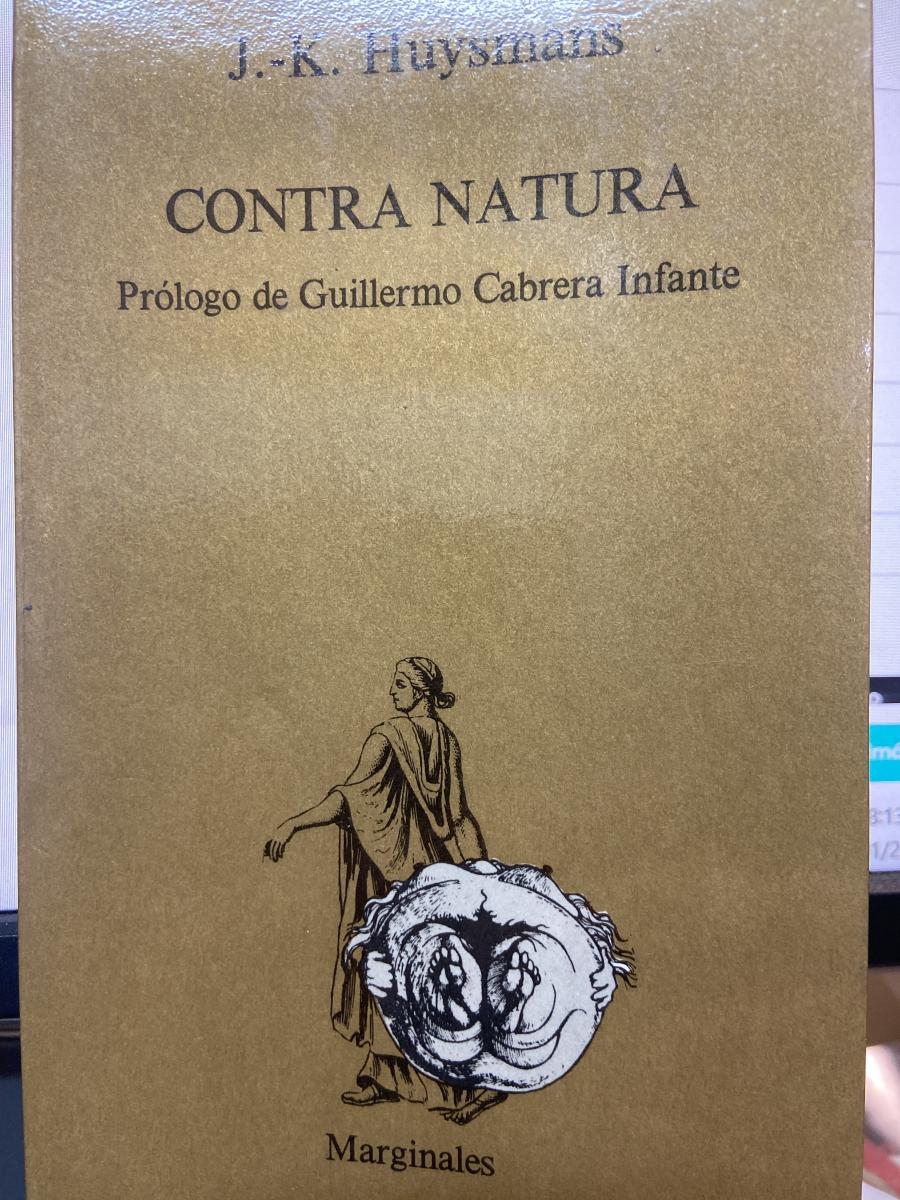 J.-K. Huysmans
CONTRA NATURA
Prólogo de Guillermo Cabrera Infante
Marginales